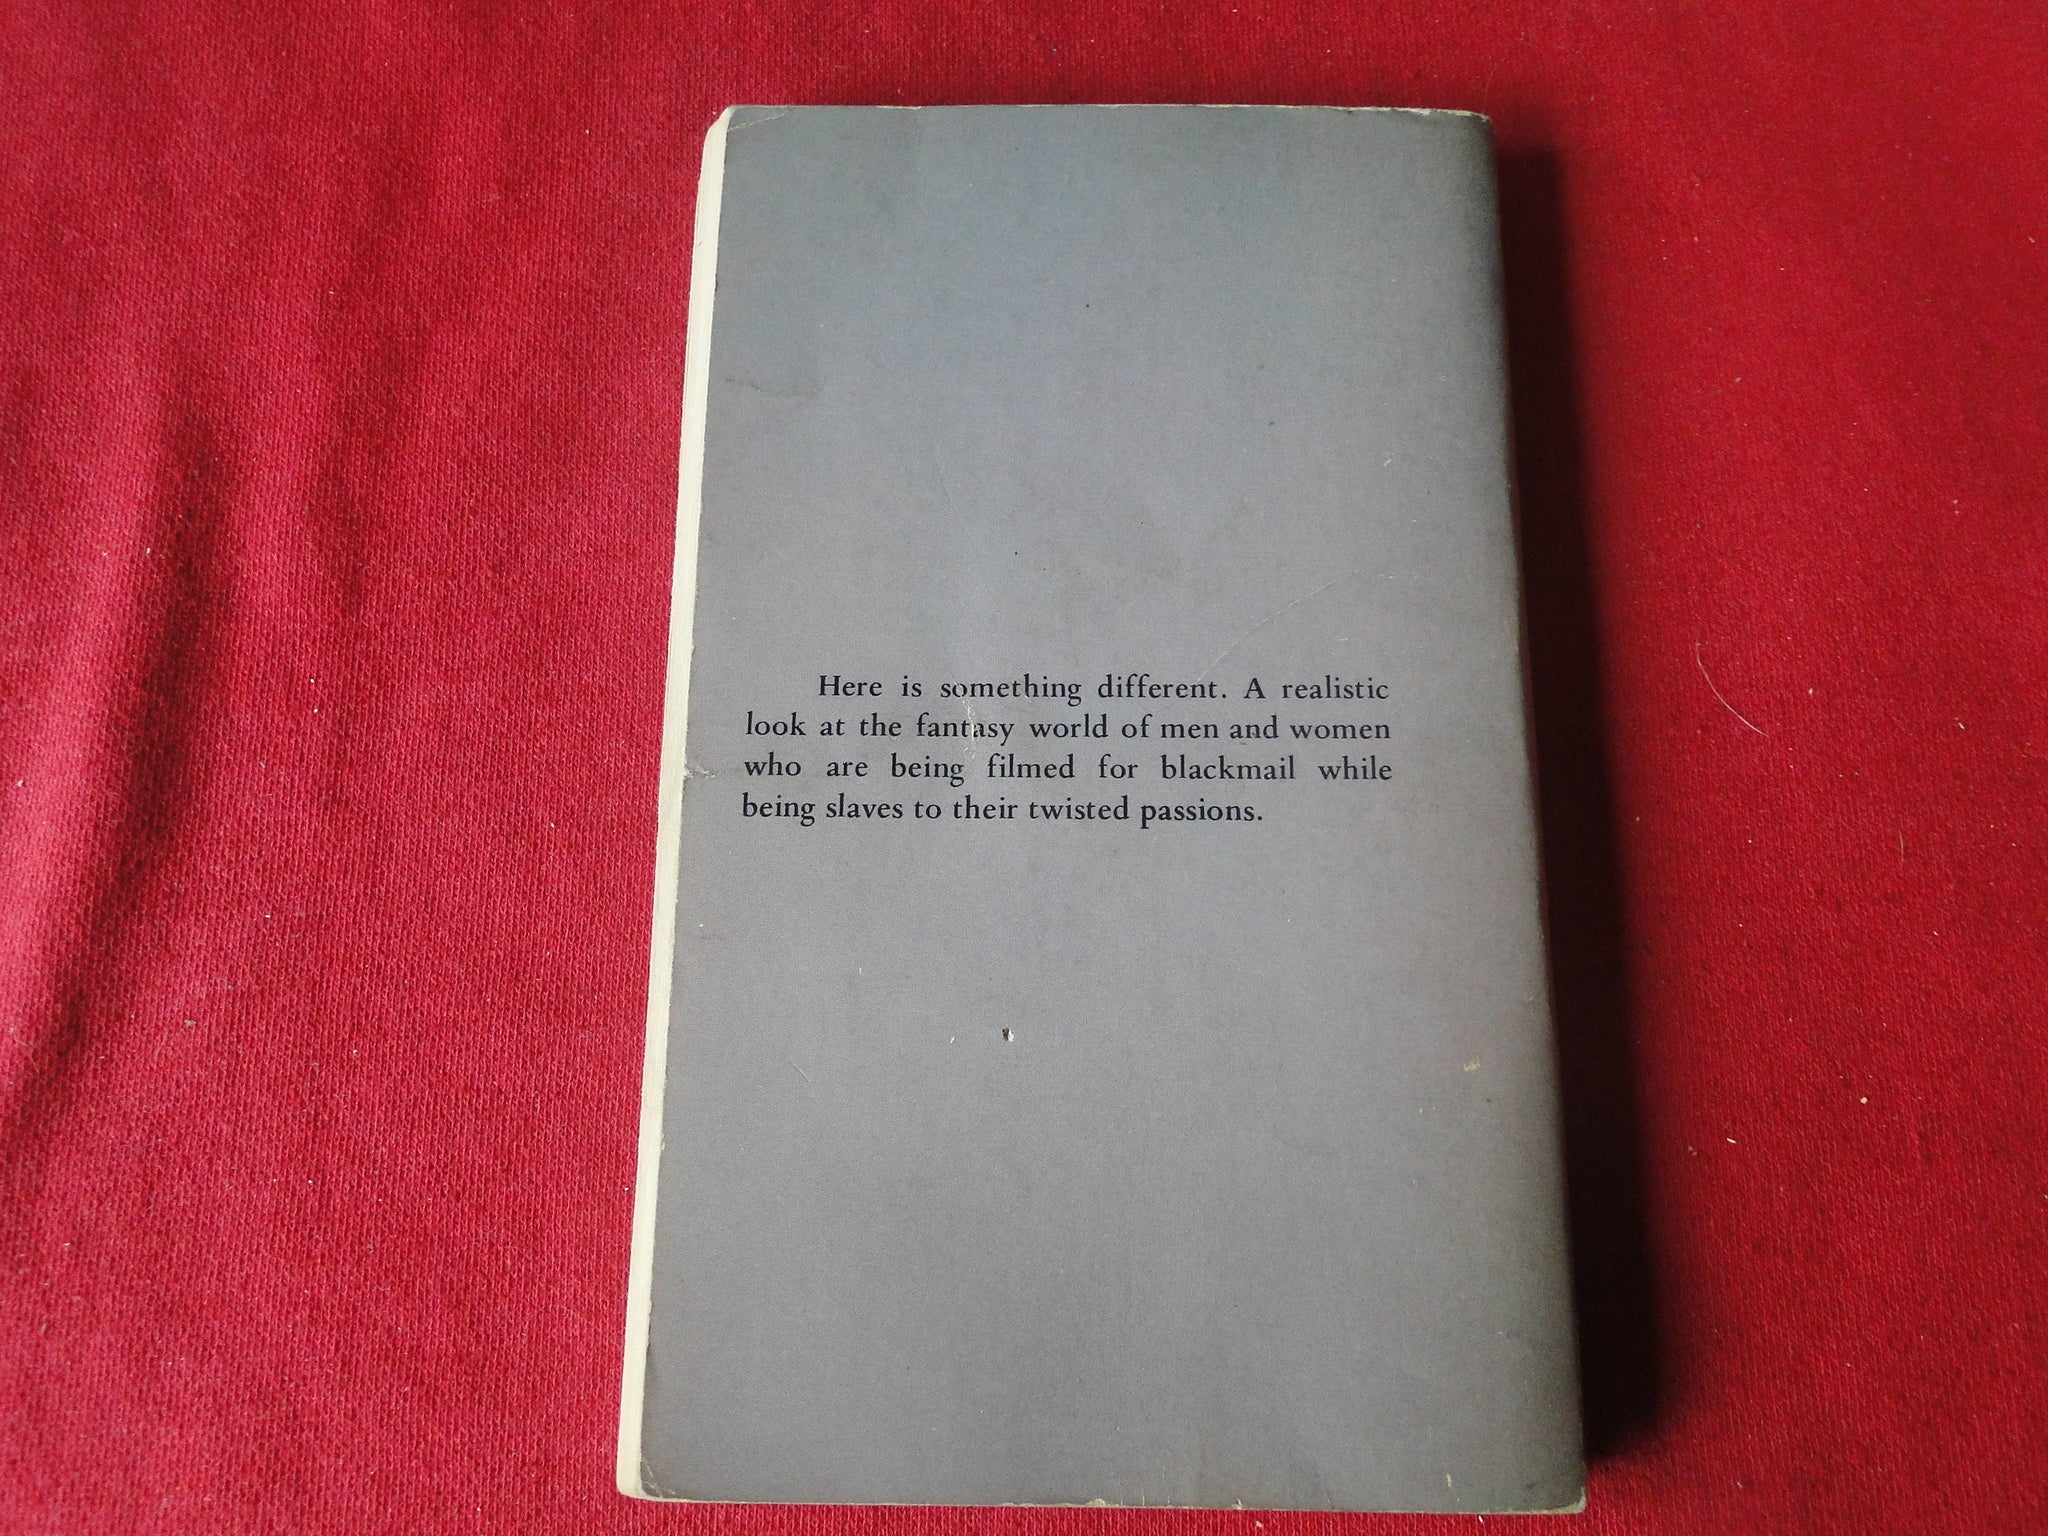 Here is something different. A realistic
look at the fantasy world of men and women
who are being filmed for blackmail while
being slaves to their twisted passions.